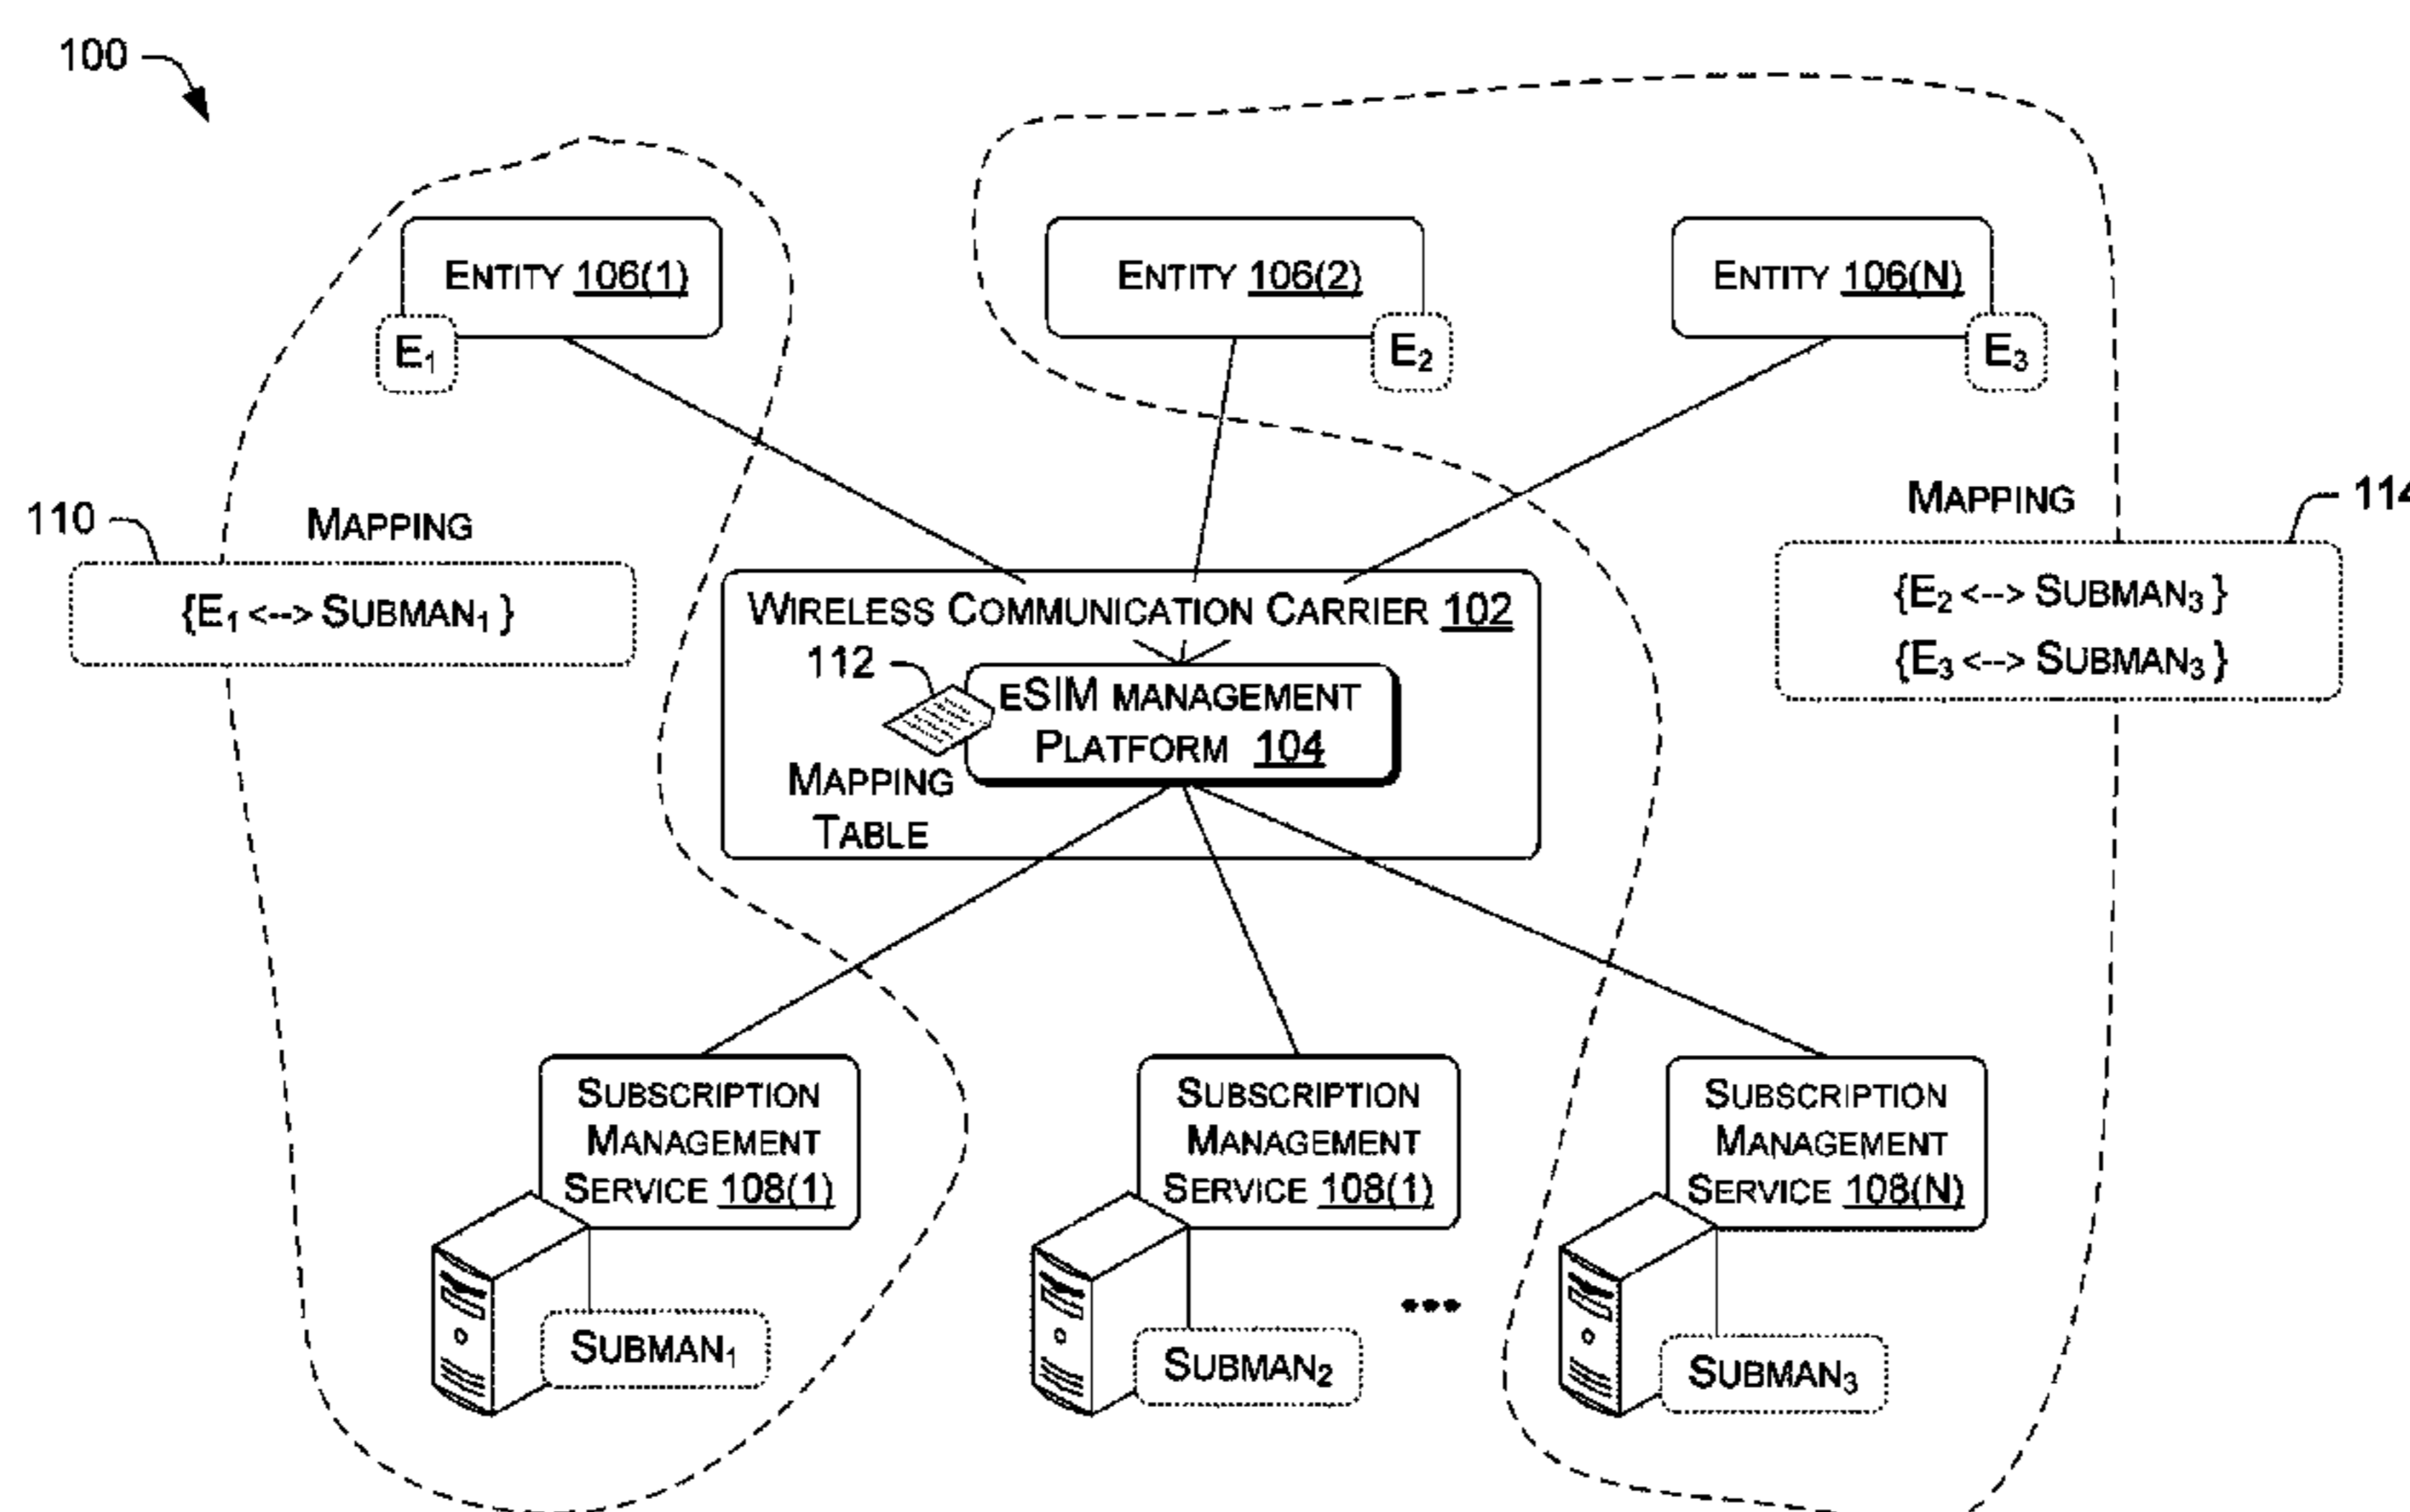 100
ENTITY 106(1)
ENTITY 106(2)
ENTITY 106(N)
E1
E2
E3
110
MAPPING
{E1 <--> SUBMAN1}
MAPPING
114
{E2 <--> SUBMAN3}
{E3 <--> SUBMAN3}
WIRELESS COMMUNICATION CARRIER 102
112
eSIM MANAGEMENT
PLATFORM 104
MAPPING
TABLE
SUBSCRIPTION
MANAGEMENT
SERVICE 108(1)
SUBSCRIPTION
MANAGEMENT
SERVICE 108(1)
SUBSCRIPTION
MANAGEMENT
SERVICE 108(N)
SUBMAN1
SUBMAN2
•••
SUBMAN3